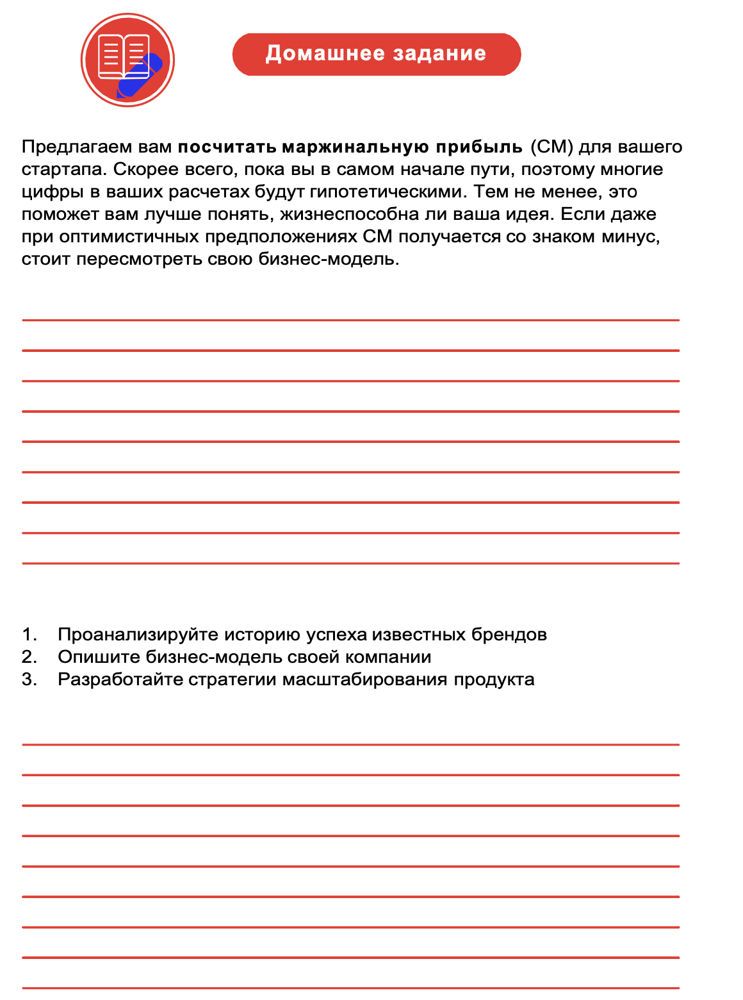 Домашнее задание
Предлагаем вам посчитать маржинальную прибыль (СМ) для вашего
стартапа. Скорее всего, пока вы в самом начале пути, поэтому многие
цифры в ваших расчетах будут гипотетическими. Тем не менее, это
поможет вам лучше понять, жизнеспособна ли ваша идея. Если даже
при оптимистичных предположениях СМ получается со знаком минус,
стоит пересмотреть свою бизнес-модель.
1. Проанализируйте историю успеха известных брендов
2. Опишите бизнес-модель своей компании
3. Разработайте стратегии масштабирования продукта